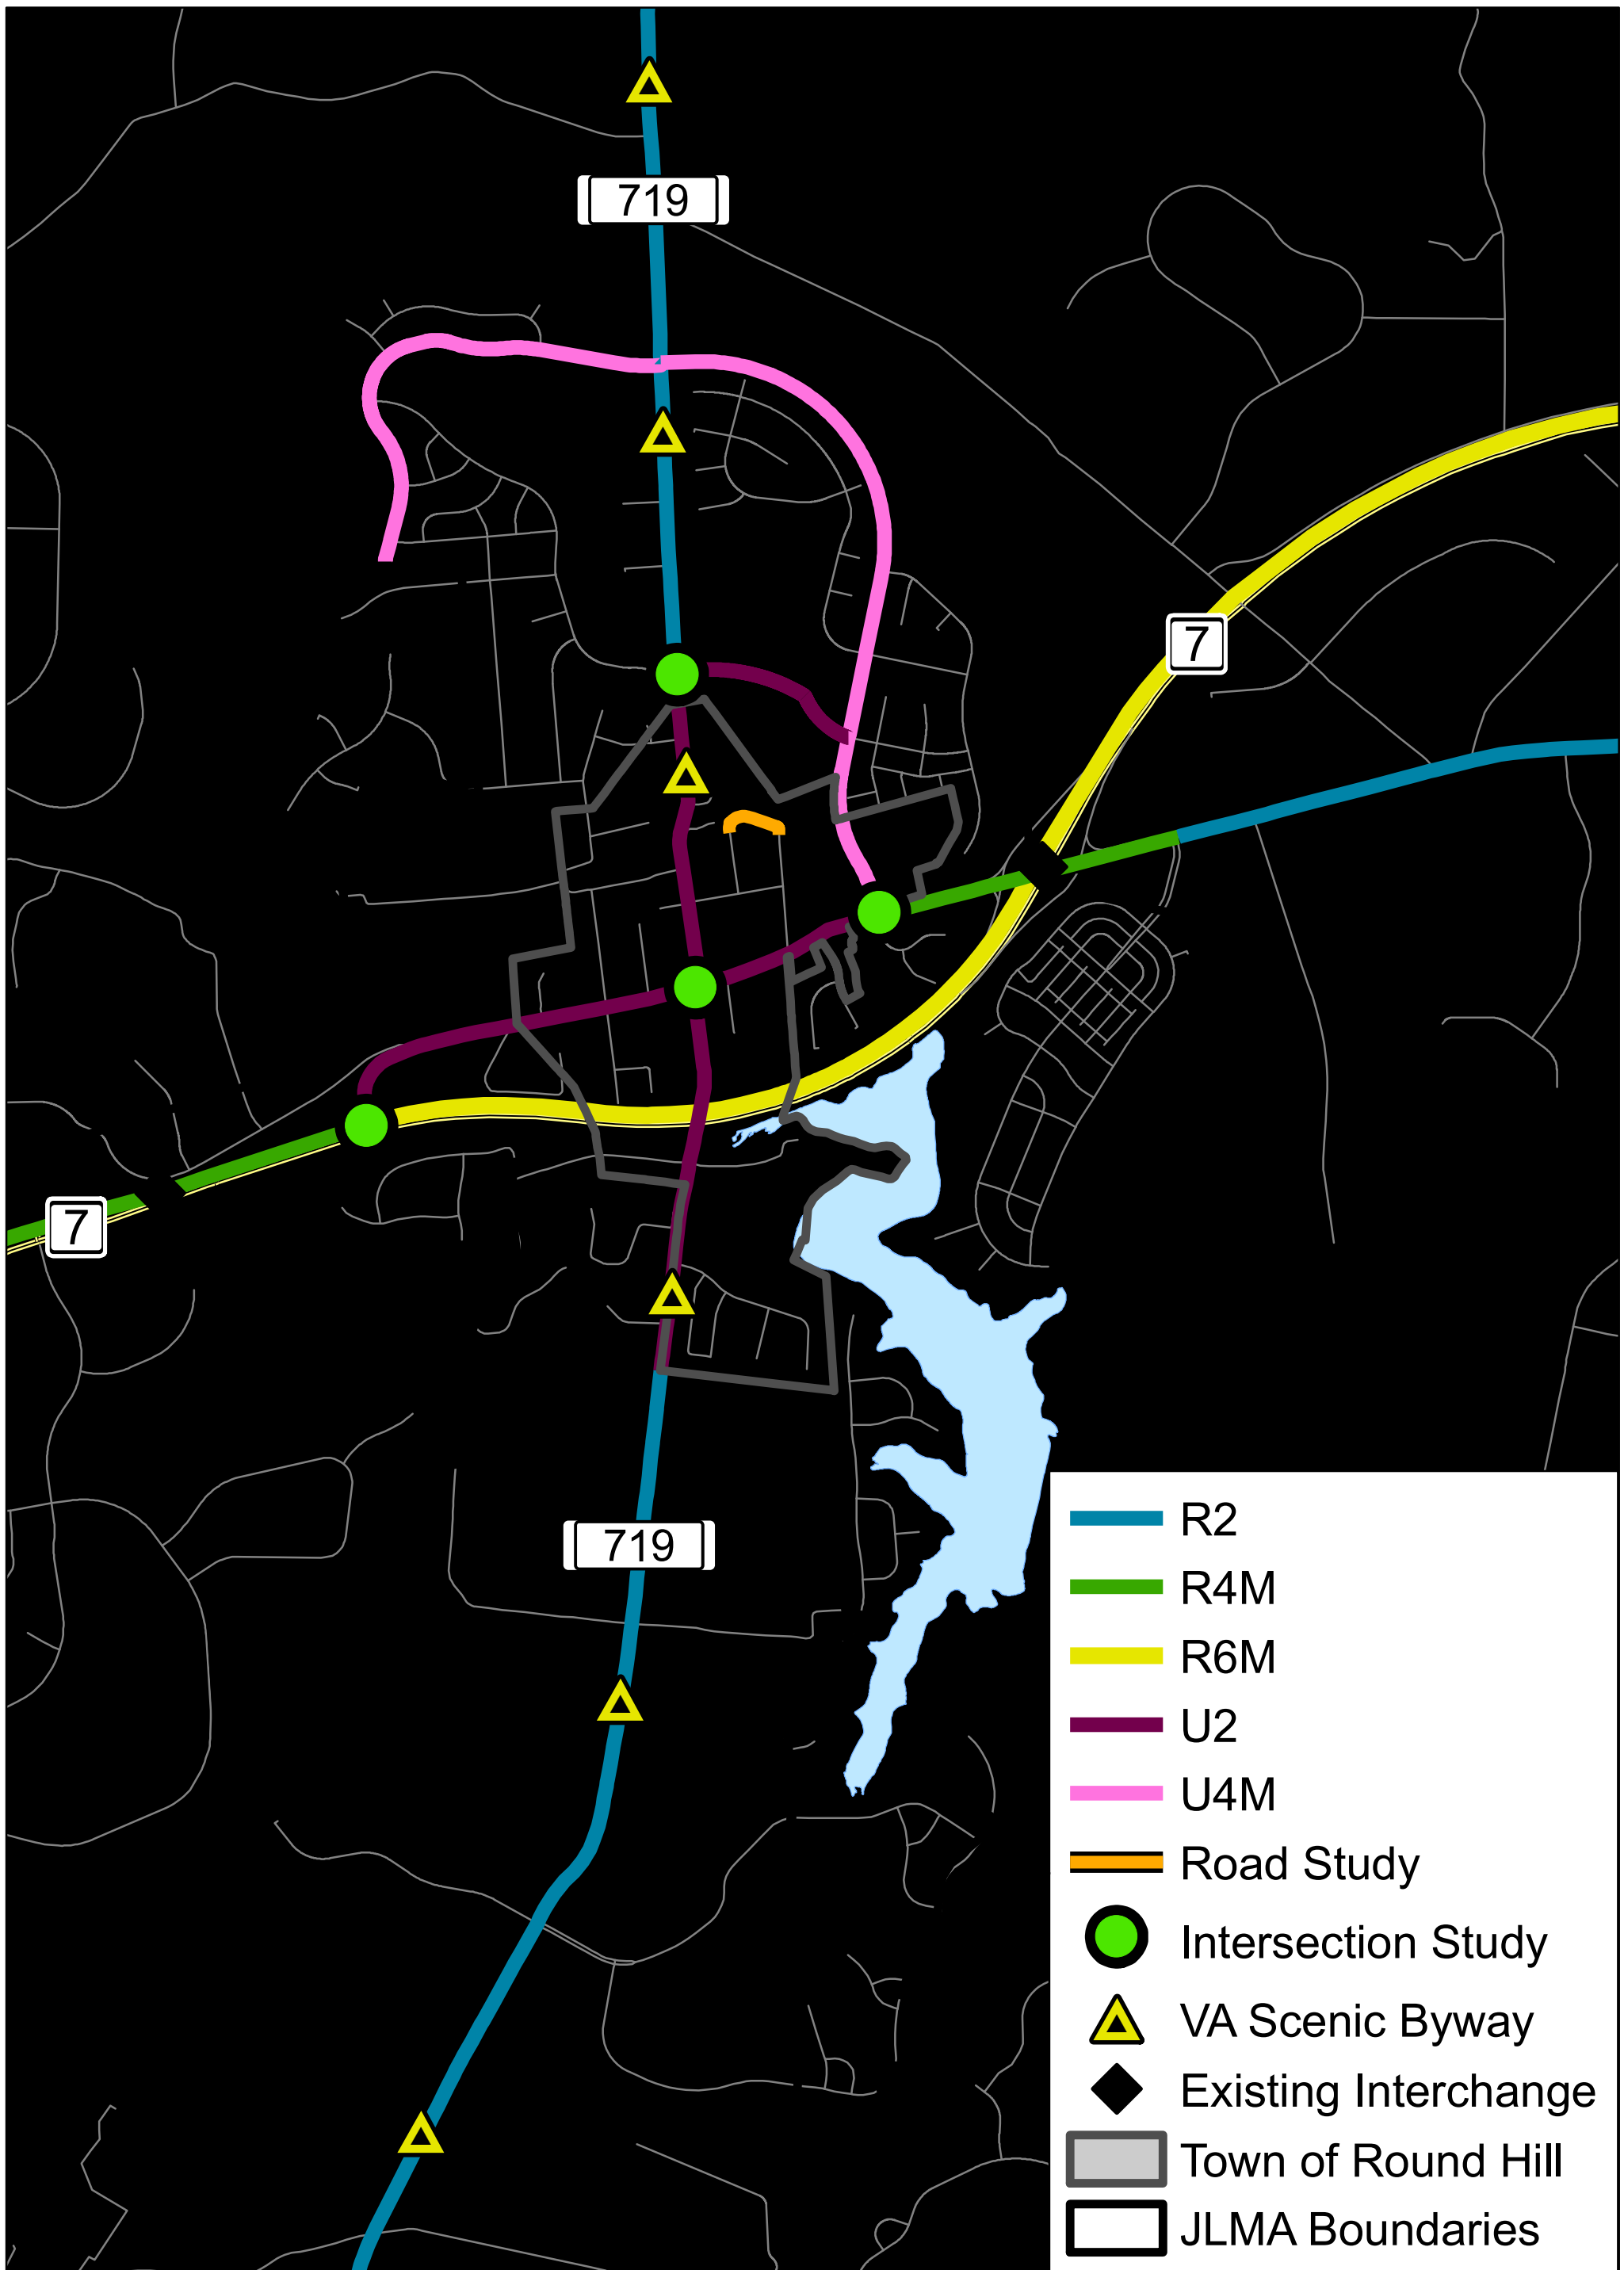 719
7
7
719
R2
R4M
R6M
U2
U4M
Road Study
Intersection Study
VA Scenic Byway
Existing Interchange
Town of Round Hill
JLMA Boundaries